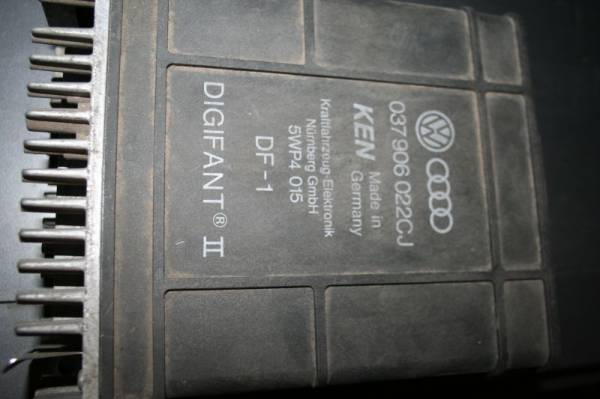 037 906 022CJ
KEN Made in
Germany
Kraftfahrzeug-Elektronik
Nürnberg GmbH
5WP4 015
DF-1
DIGIFANT® II